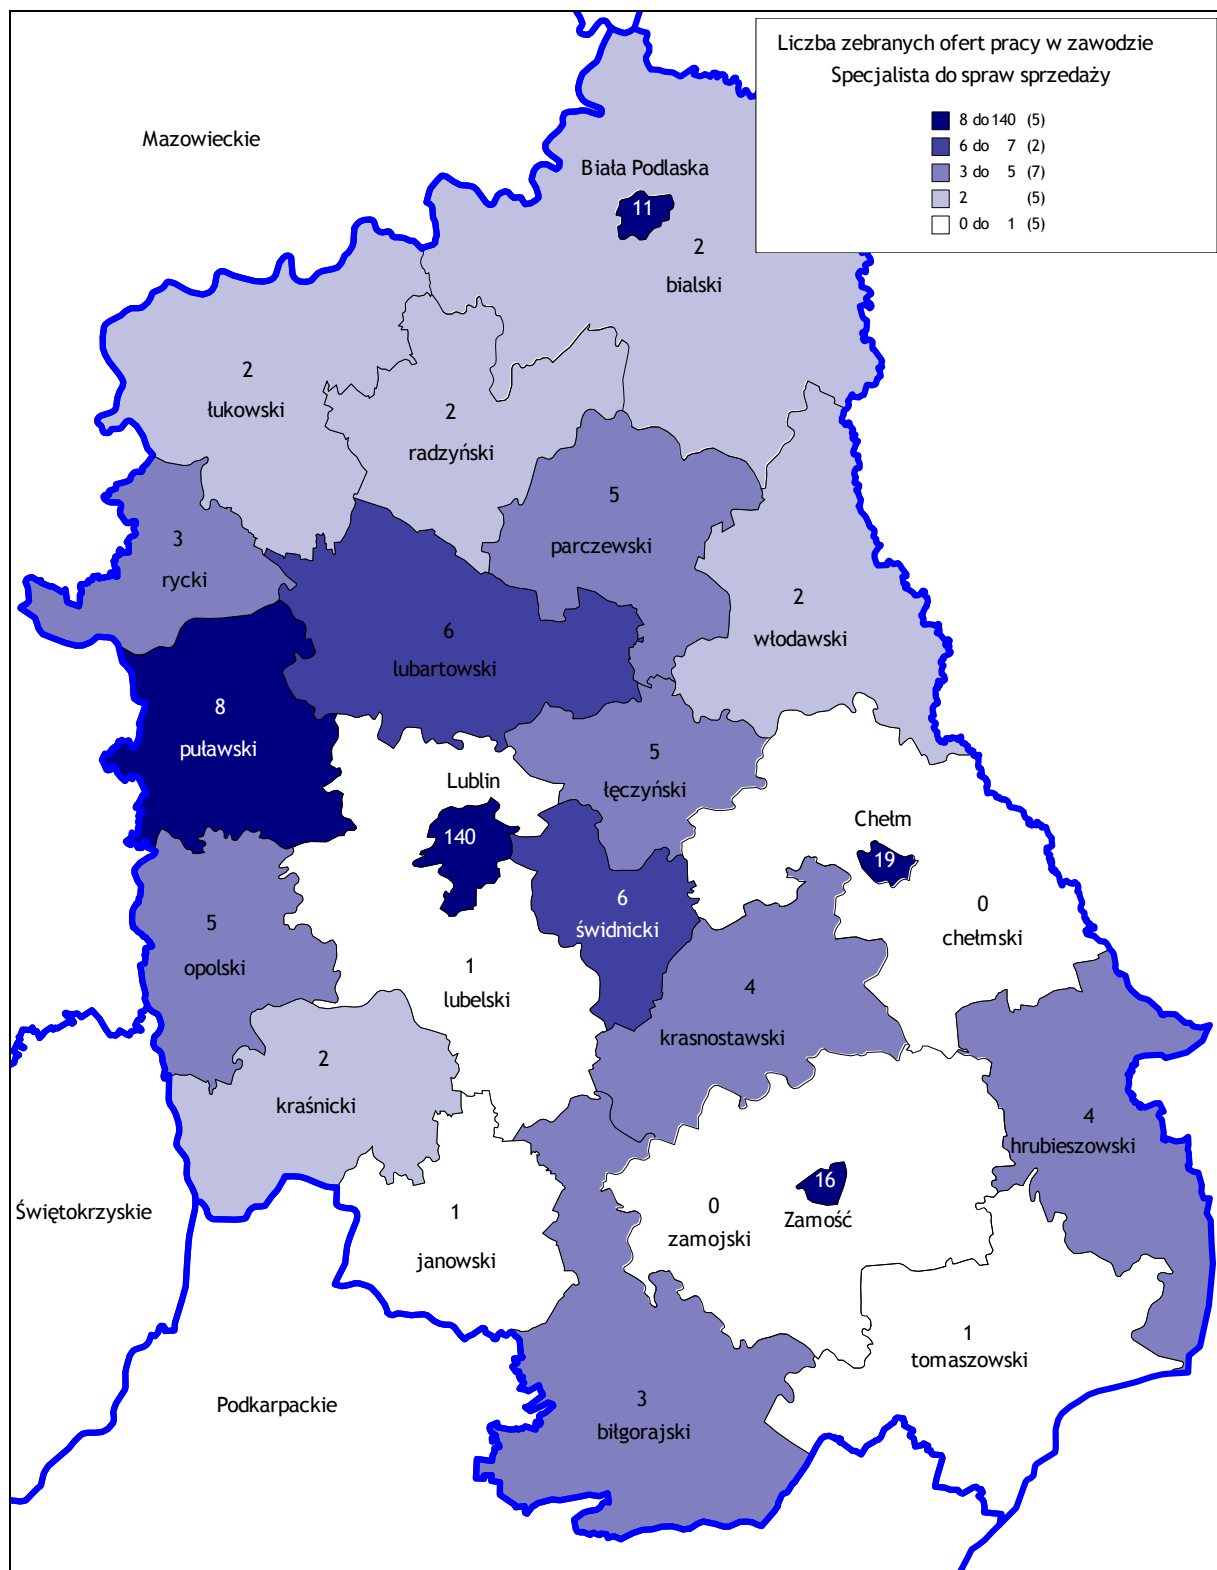 Liczba zebranych ofert pracy w zawodzie
Specjalista do spraw sprzedaży
8 do 140 (5)
6 do 7 (2)
3 do 5 (7)
2 (5)
0 do 1 (5)
Mazowieckie
Biała Podlaska
11
2
bialski
2
łukowski
2
radzyński
5
parczewski
3
rycki
2
włodawski
6
lubartowski
8
puławski
5
łęczyński
Lublin
140
Chełm
19
6
świdnicki
0
chełmski
5
opolski
1
lubelski
4
krasnostawski
2
kraśnicki
4
hrubieszowski
16
Zamość
0
zamojski
Świętokrzyskie
1
janowski
1
tomaszowski
Podkarpackie
3
biłgorajski